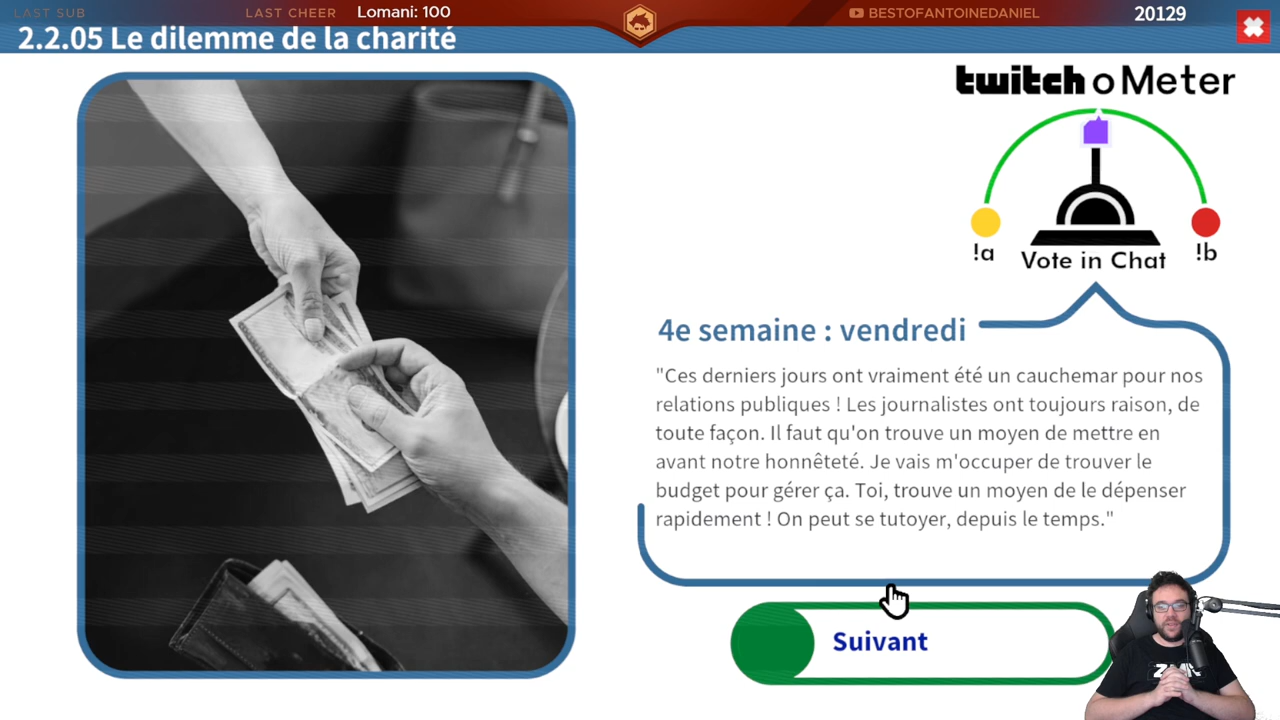 LAST SUB
LAST CHEER
Lomani: 100
BESTOFANTOINEDANIEL
20129
2.2.05 Le dilemme de la charité
twitch o Meter
!a
Vote in Chat
!b
4e semaine : vendredi
"Ces derniers jours ont vraiment été un cauchemar pour nos
relations publiques ! Les journalistes ont toujours raison, de
toute façon. Il faut qu'on trouve un moyen de mettre en
avant notre honnêteté. Je vais m'occuper de trouver le
budget pour gérer ça. Toi, trouve un moyen de le dépenser
rapidement ! On peut se tutoyer, depuis le temps."
Suivant